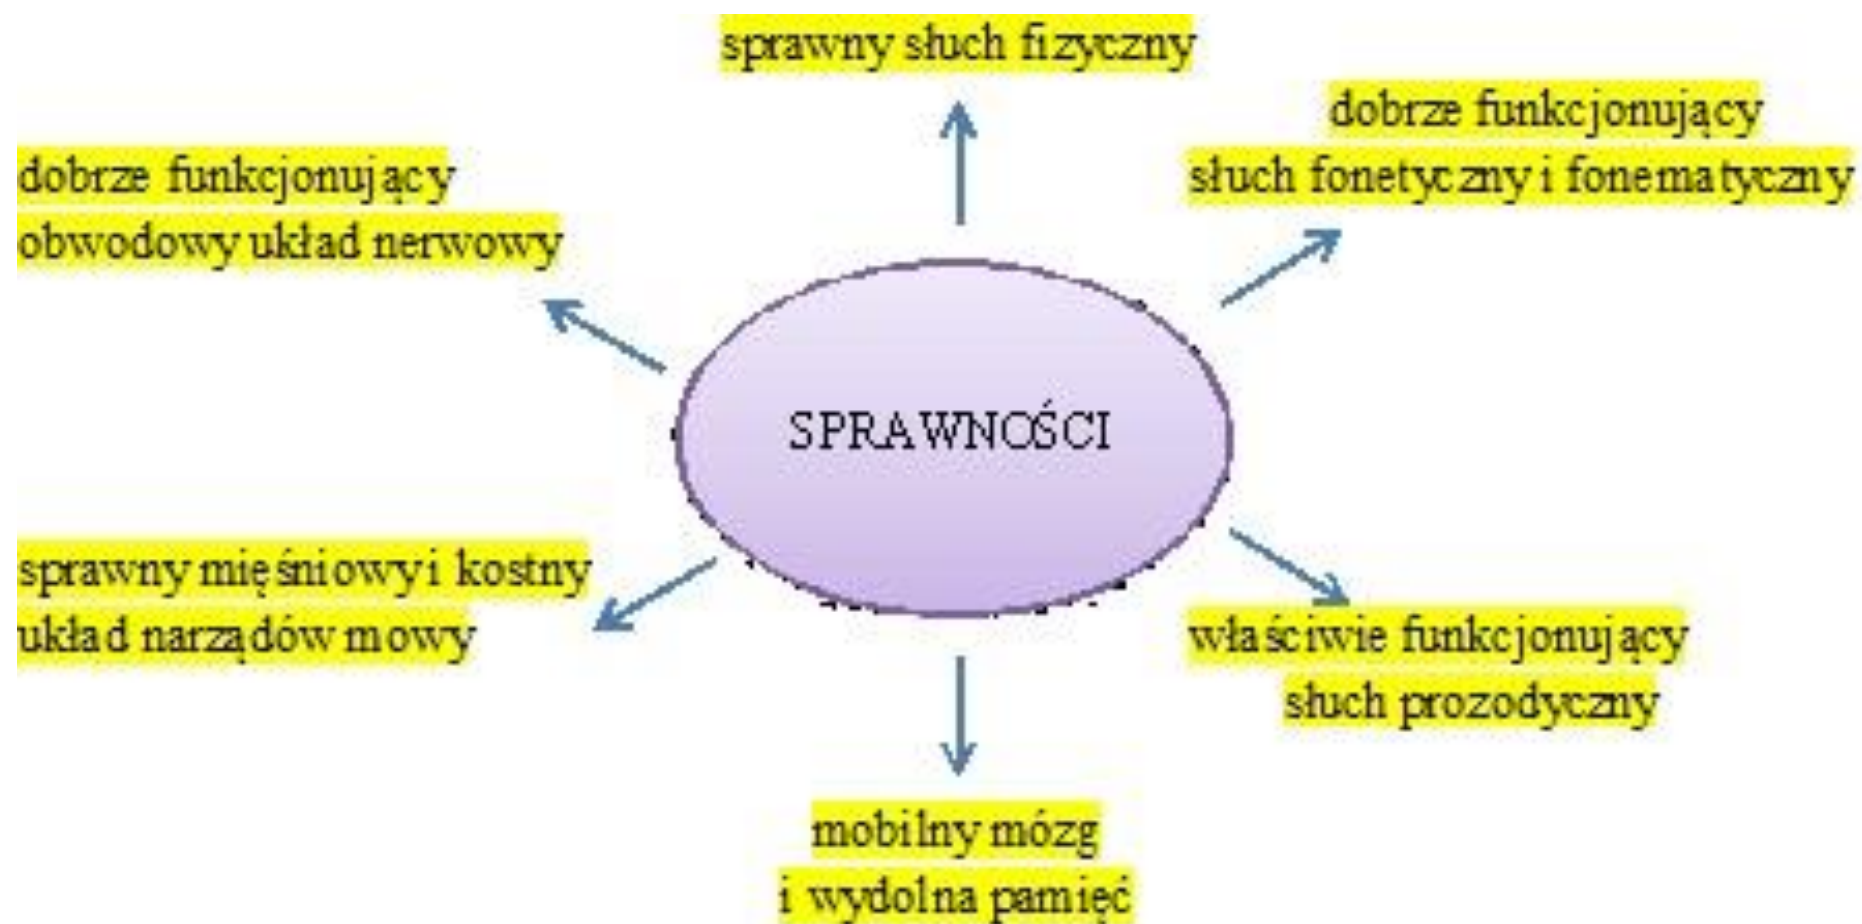 sprawny słuch fizyczny
dobrze funkcjonujący
słuch fonetyczny i fonematyczny
dobrze funkcjonujący
obwodowy układ nerwowy
SPRAWNOŚCI
sprawny mięśniowy i kostny
układ narządów mowy
właściwie funkcjonujący
słuch prozodyczny
mobilny mózg
i wydolna pamięć